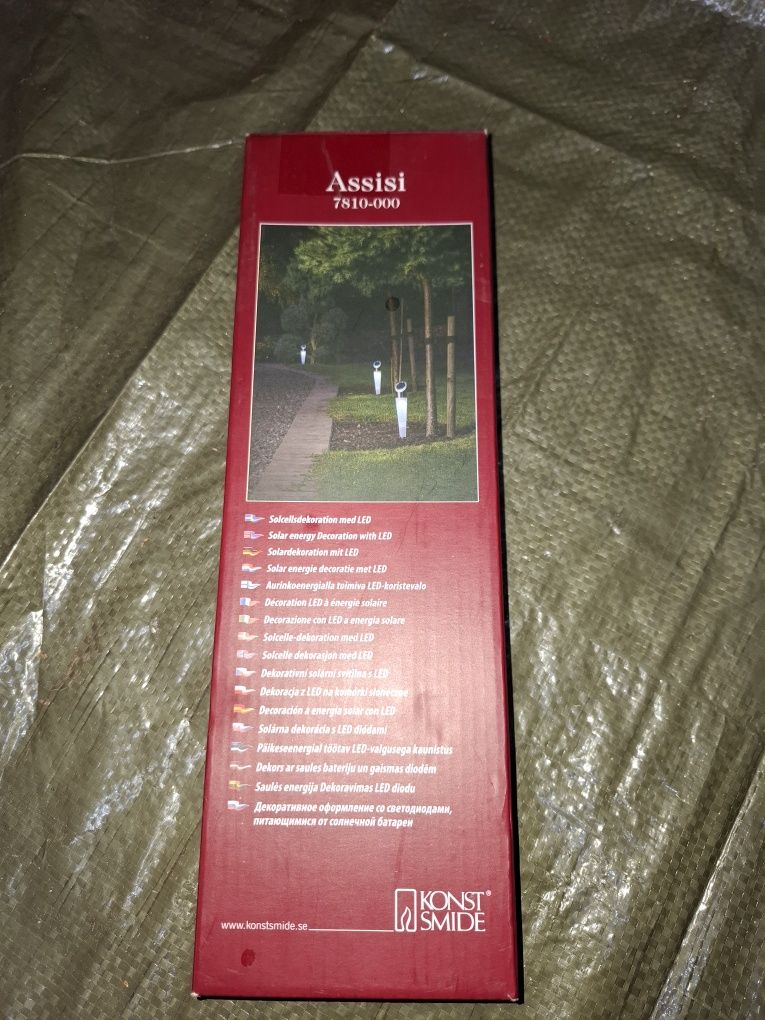 Assisi
7810-000
Solcellsdekoration med LED
Solar energy Decoration with LED
Solardekoration mit LED
Solar energie decoratie met LED
Aurinkoenergialla toimiva LED-koristevalo
Décoration LED à énergie solaire
Decorazione con LED a energia solare
Solcelle-dekoration med LED
Solcelle dekorasjon med LED
Dekorativní solární svítilna s LED
Dekoracja z LED na komórki słoneczne
Decoración a energía solar con LED
Solárna dekorácia s LED diódami
Päikeseenergial töötav LED-valgusega kaunistus
Dekors ar saules bateriju un gaismas diodēm
Saulės energija Dekoravimas LED diodu
Декоративное оформление со светодиодами,
питающимися от солнечной батареи
www.konstsmide.se
KONST®
SMIDE